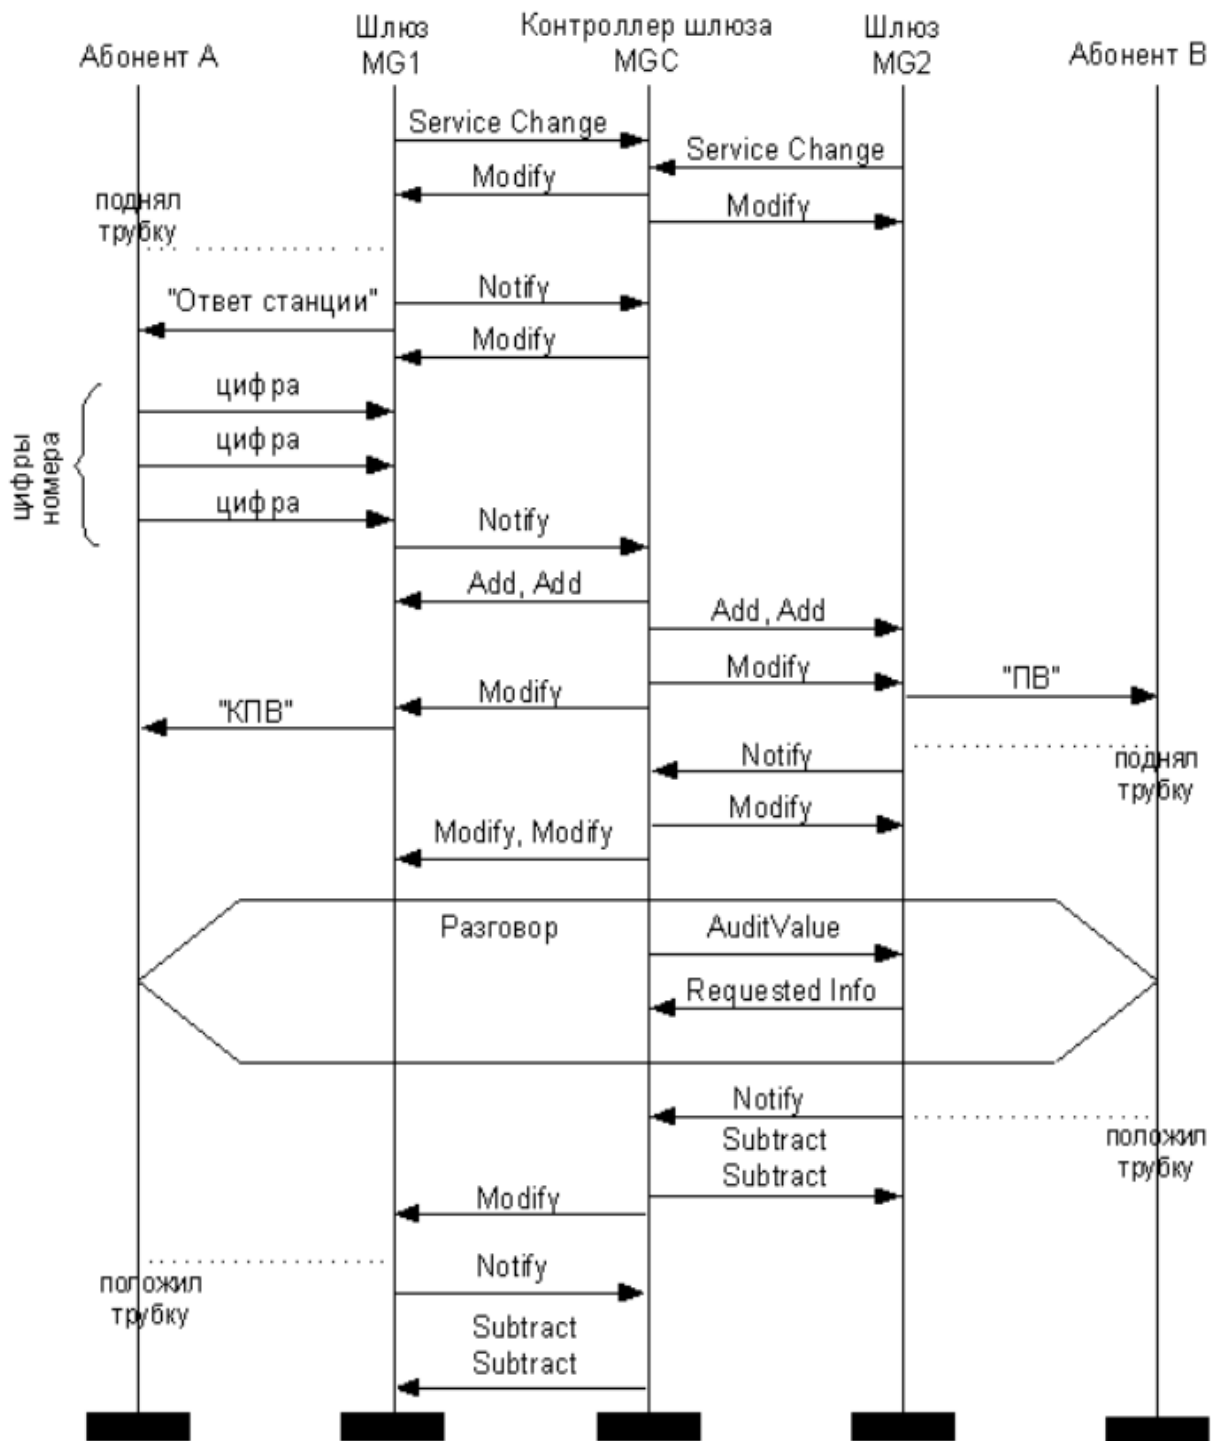 Абонент А
Шлюз
MG1
Контроллер шлюза
MGC
Шлюз
MG2
Абонент В
Service Change
Service Change
Modify
Modify
поднял
трубку
Notify
"Ответ станции"
Modify
цифра
цифра
цифра
цифры
номера
Notify
Add, Add
Add, Add
Modify
"ПВ"
Modify
"КПВ"
Notify
поднял
трубку
Modify
Modify, Modify
Разговор
AuditValue
Requested Info
Notify
положил
трубку
Subtract
Subtract
Modify
Notify
положил
трубку
Subtract
Subtract